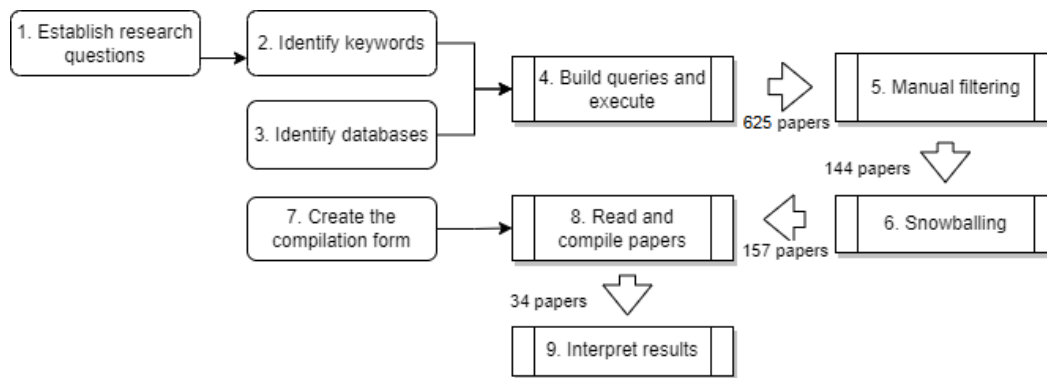 1. Establish research
questions
2. Identify keywords
3. Identify databases
4. Build queries and
execute
625 papers
5. Manual filtering
144 papers
6. Snowballing
157 papers
7. Create the
compilation form
8. Read and
compile papers
34 papers
9. Interpret results